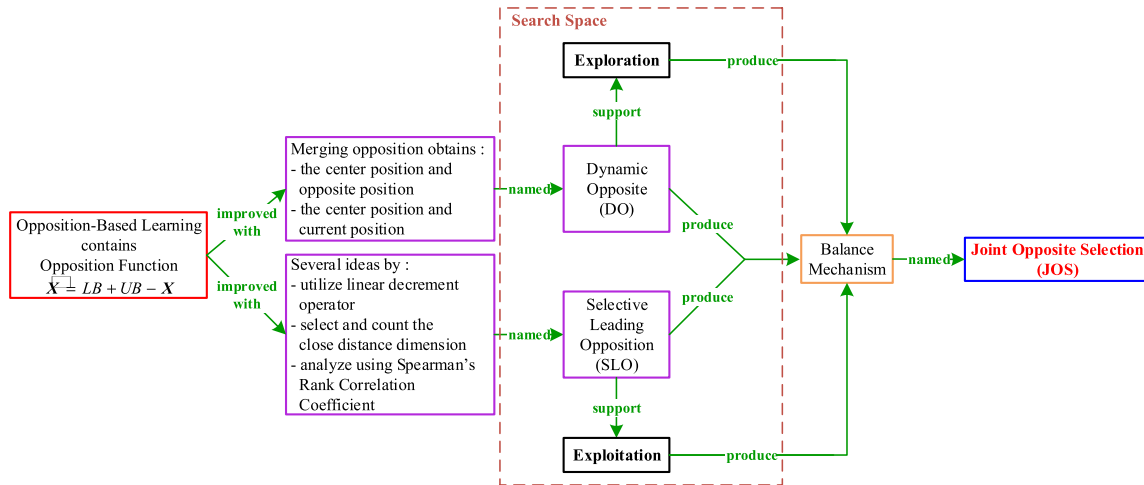 Search Space
Exploration
produce
support
Merging opposition obtains :
- the center position and
opposite position
- the center position and
current position
named
Dynamic
Opposite
(DO)
produce
improved
with
Opposition-Based Learning
contains
Opposition Function
X = LB + UB − X
Balance
Mechanism
named
Joint Opposite Selection
(JOS)
improved
with
Several ideas by :
- utilize linear decrement
operator
- select and count the
close distance dimension
- analyze using Spearman's
Rank Correlation
Coefficient
named
Selective
Leading
Opposition
(SLO)
produce
support
Exploitation
produce